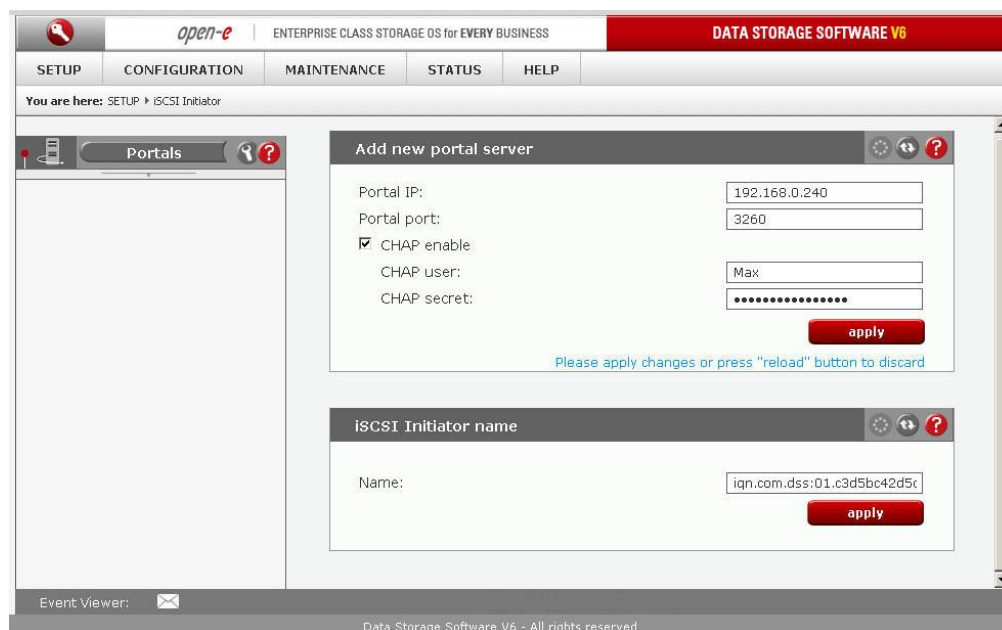 open-e ENTERPRISE CLASS STORAGE OS for EVERY BUSINESS DATA STORAGE SOFTWARE V6
SETUP CONFIGURATION MAINTENANCE STATUS HELP
You are here: SETUP iSCSI Initiator
Portals
Add new portal server
Portal IP: 192.168.0.240
Portal port: 3260
CHAP enable
CHAP user: Max
CHAP secret: ••••••••••••••••
apply
Please apply changes or press "reload" button to discard
iSCSI Initiator name
Name: iqn.com.dss:01.c3d5bc42d5c
apply
Event Viewer:
Data Storage Software V6 - All rights reserved